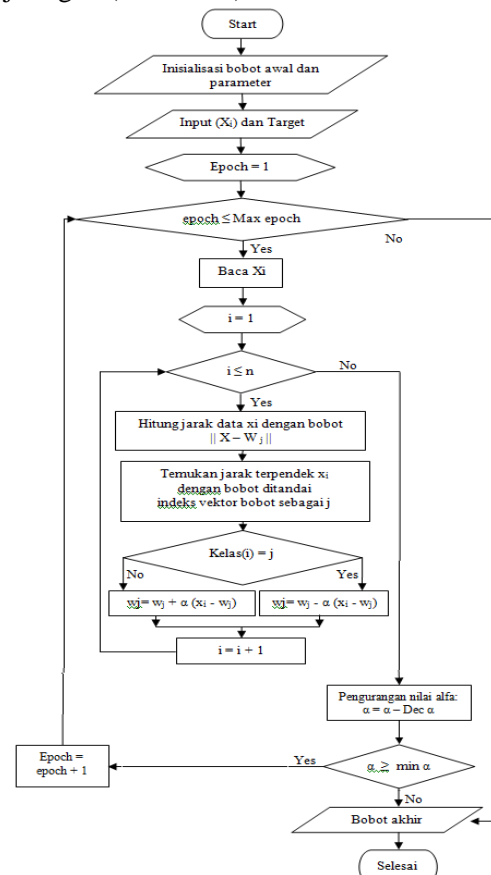 Start
Inisialisasi bobot awal dan
parameter
Input (Xi) dan Target
Epoch = 1
epoch ≤ Max epoch
No
Yes
Baca Xi
i = 1
i ≤ n
No
Yes
Hitung jarak data xi dengan bobot
|| X – W j ||
Temukan jarak terpendek xi
dengan bobot ditandai
indeks vektor bobot sebagai j
Kelas(i) = j
No
Yes
wj= wj + α (xi - wj)
wj= wj - α (xi - wj)
i = i + 1
Pengurangan nilai alfa:
α = α – Dec α
Epoch =
epoch + 1
Yes
α ≥ min α
No
Bobot akhir
Selesai